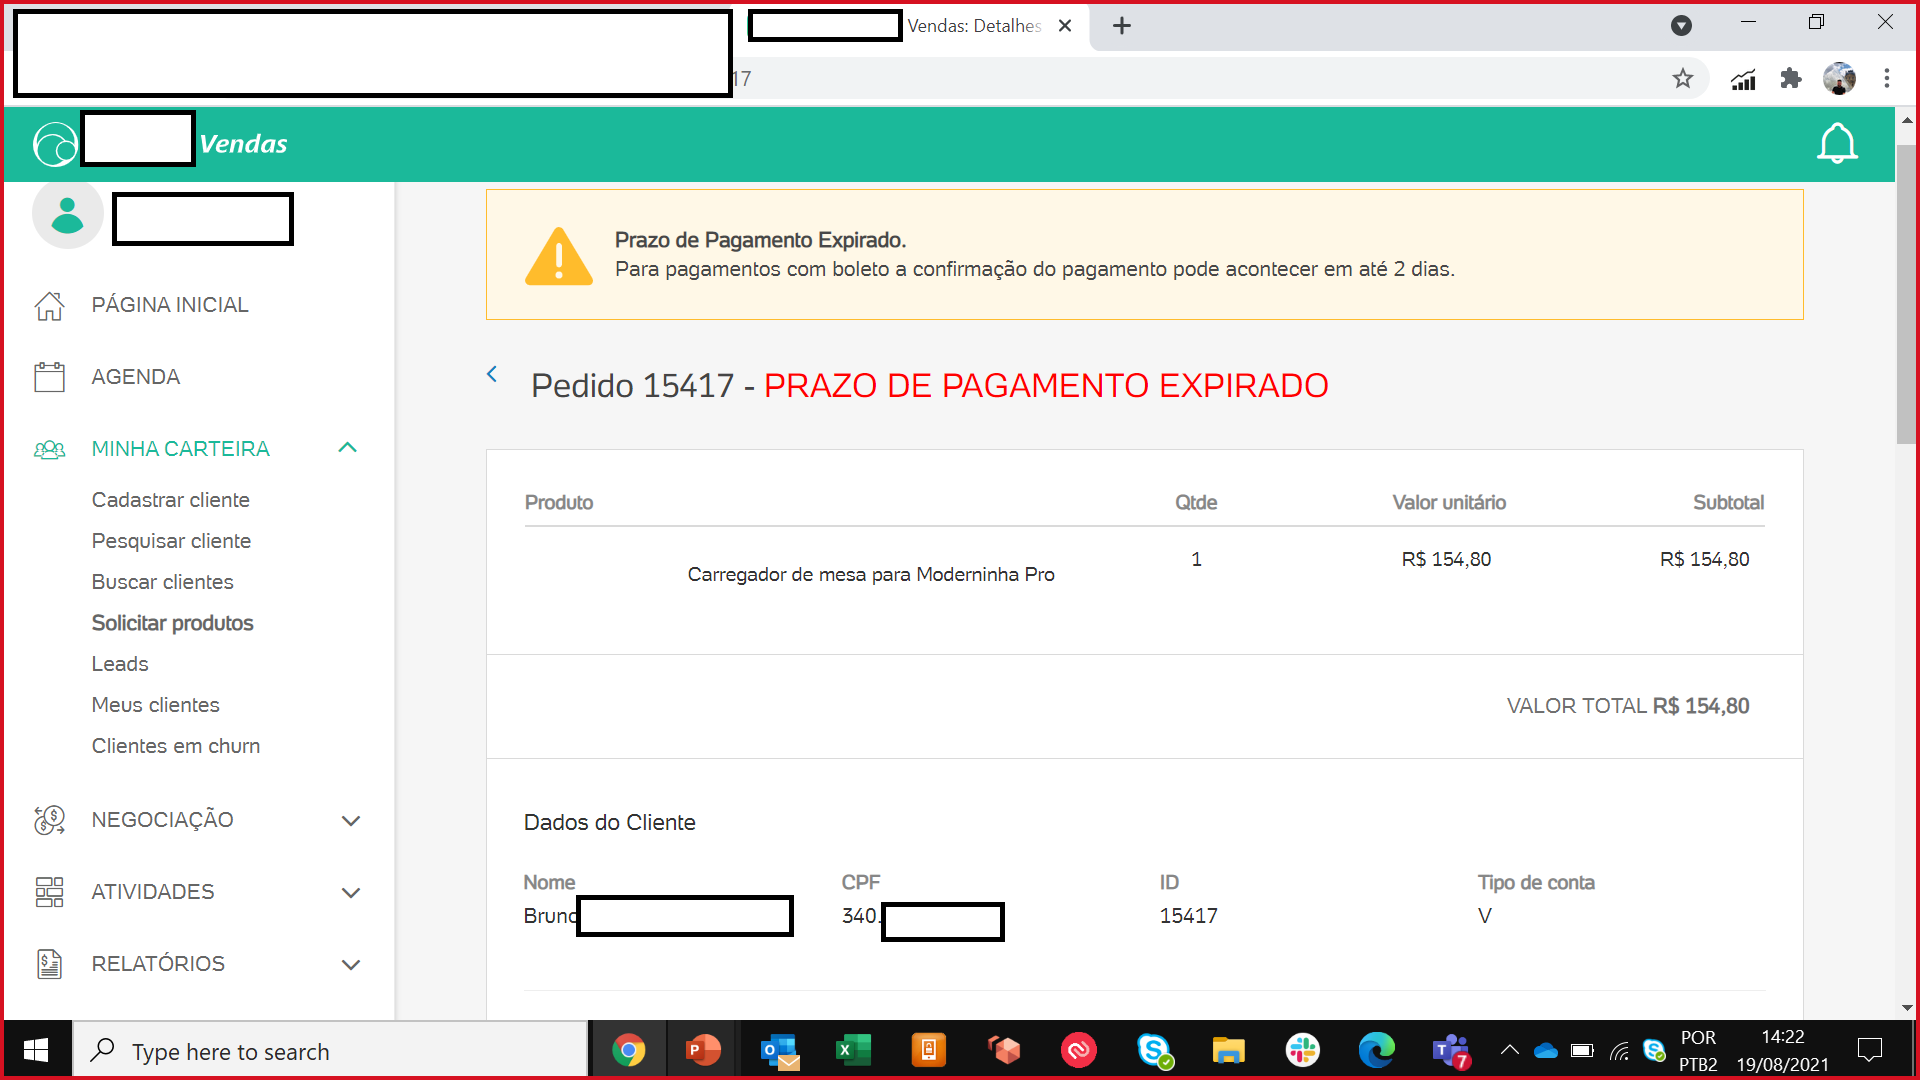 Vendas: Detalhes
17
Vendas
PÁGINA INICIAL
AGENDA
MINHA CARTEIRA
Cadastrar cliente
Pesquisar cliente
Buscar clientes
Solicitar produtos
Leads
Meus clientes
Clientes em churn
NEGOCIAÇÃO
ATIVIDADES
RELATÓRIOS
Prazo de Pagamento Expirado.
Para pagamentos com boleto a confirmação do pagamento pode acontecer em até 2 dias.
Pedido 15417 - PRAZO DE PAGAMENTO EXPIRADO
Produto Qtde Valor unitário Subtotal
Carregador de mesa para Moderninha Pro 1 R$ 154,80 R$ 154,80
VALOR TOTAL R$ 154,80
Dados do Cliente
Nome CPF ID Tipo de conta
Bruno 340. 15417 V
Type here to search
7
POR
PTB2
14:22
19/08/2021